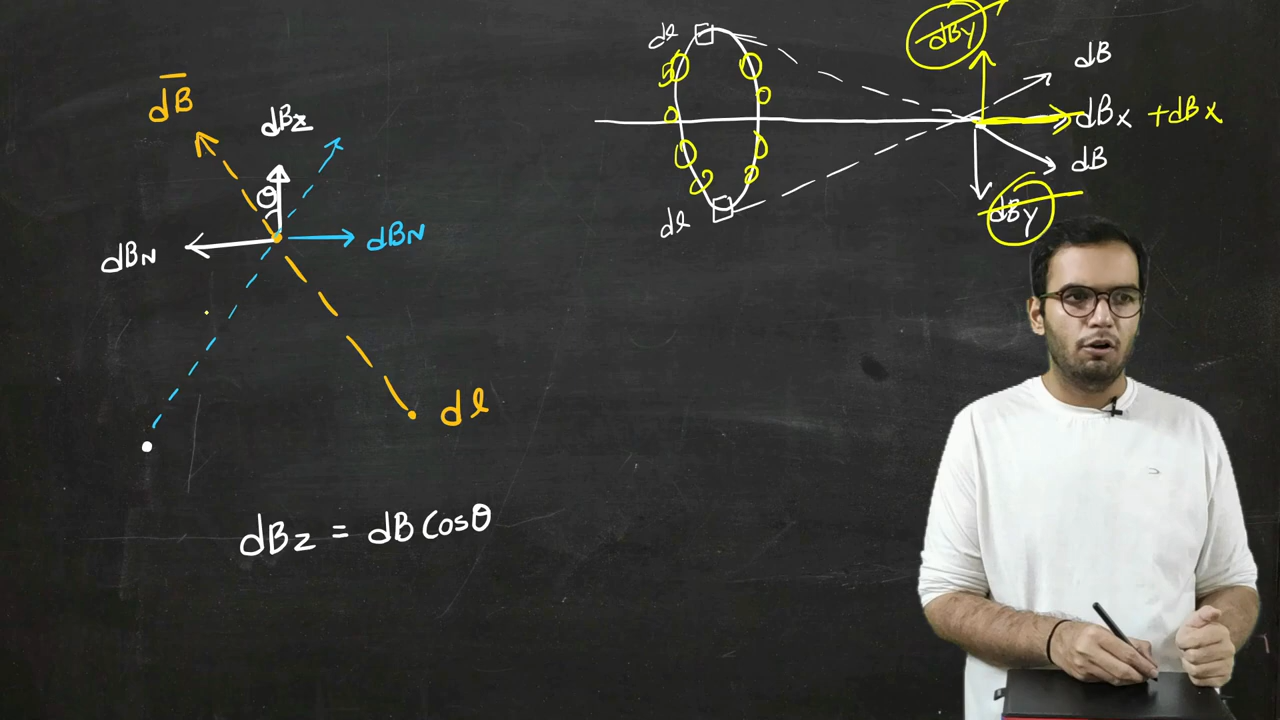 dB
dBz
θ
dBN
dBN
dl
dBz = dB Cosθ
dl
dl
dBy
dB
dBx + dBx
dB
dBy